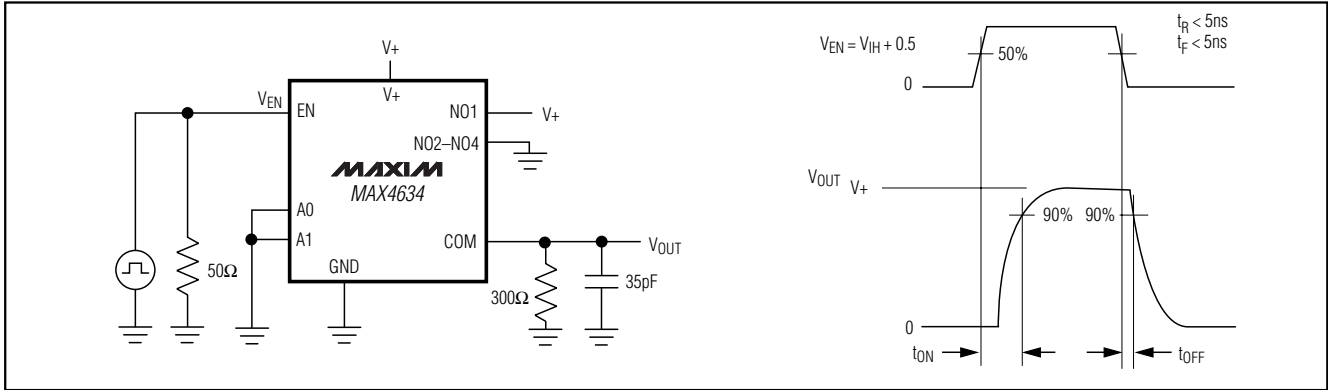 V+
V+
VEN
EN
NO1
V+
NO2–NO4
MAXIM
MAX4634
A0
A1
COM
VOUT
GND
50Ω
300Ω
35pF
VEN = VIH + 0.5
50%
tR < 5ns
tF < 5ns
0
VOUT V+
90% 90%
0
tON
tOFF